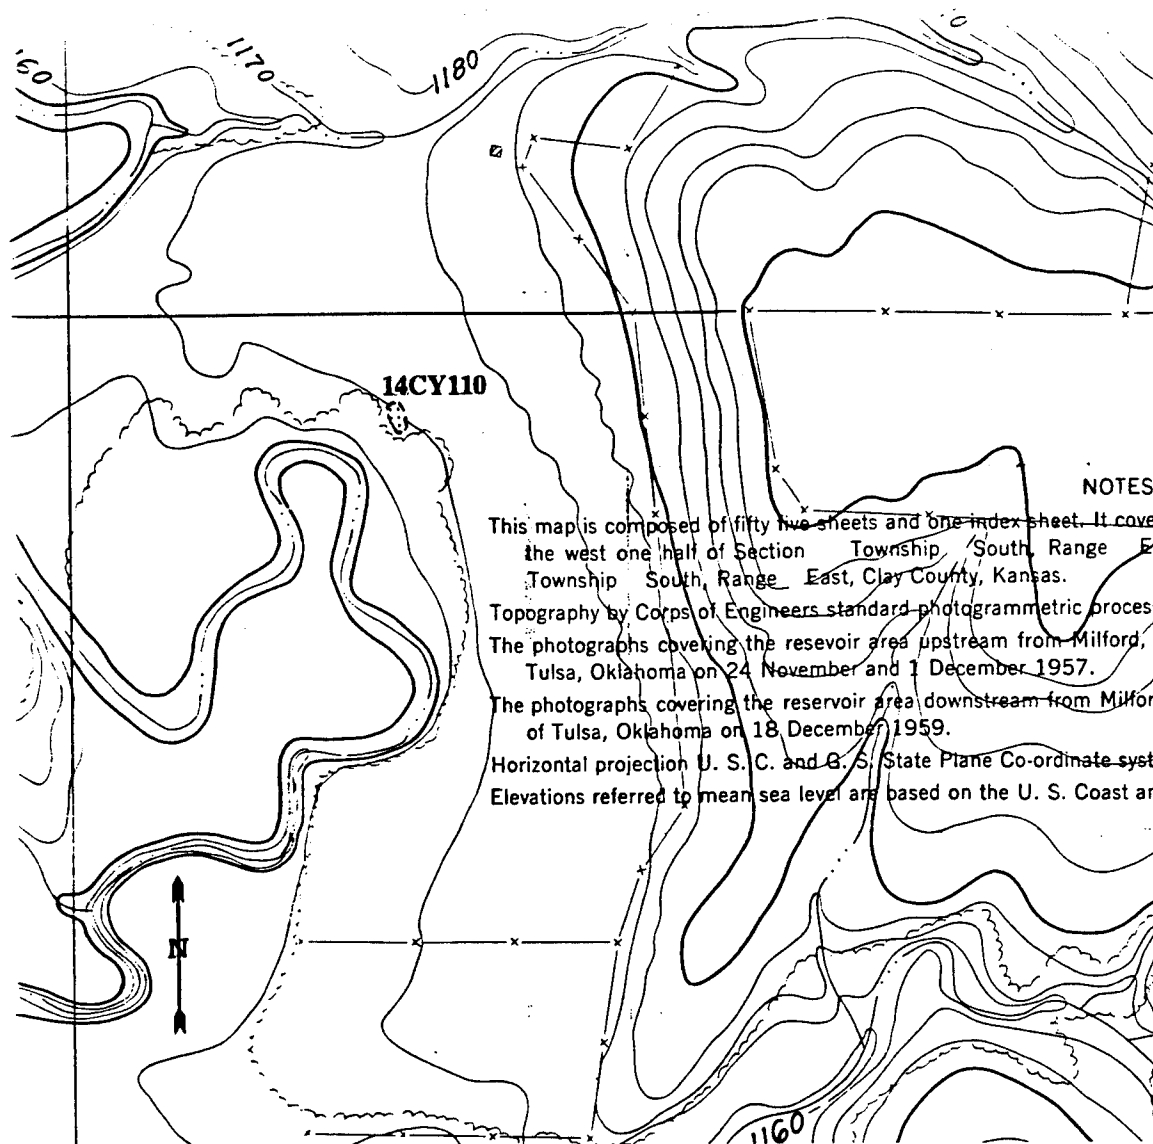 1170
1180
14CY110
NOTES
This map is composed of fifty five sheets and one index sheet. It cove
the west one half of Section Township South, Range E
Township South, Range East, Clay County, Kansas.
Topography by Corps of Engineers standard photogrammetric proces
The photographs covering the resevoir area upstream from Milford,
Tulsa, Oklahoma on 24 November and 1 December 1957.
The photographs covering the reservoir area downstream from Milfor
of Tulsa, Oklahoma on 18 December 1959.
Horizontal projection U. S. C. and G. S. State Plane Co-ordinate syst
Elevations referred to mean sea level are based on the U. S. Coast an
N
1160